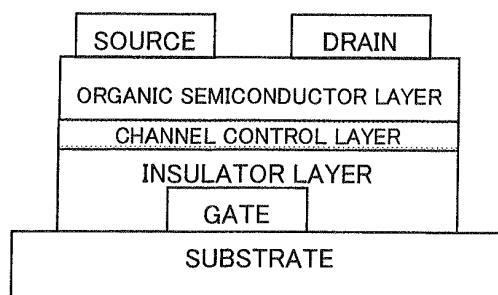 SOURCE DRAIN
ORGANIC SEMICONDUCTOR LAYER
CHANNEL CONTROL LAYER
INSULATOR LAYER
GATE
SUBSTRATE